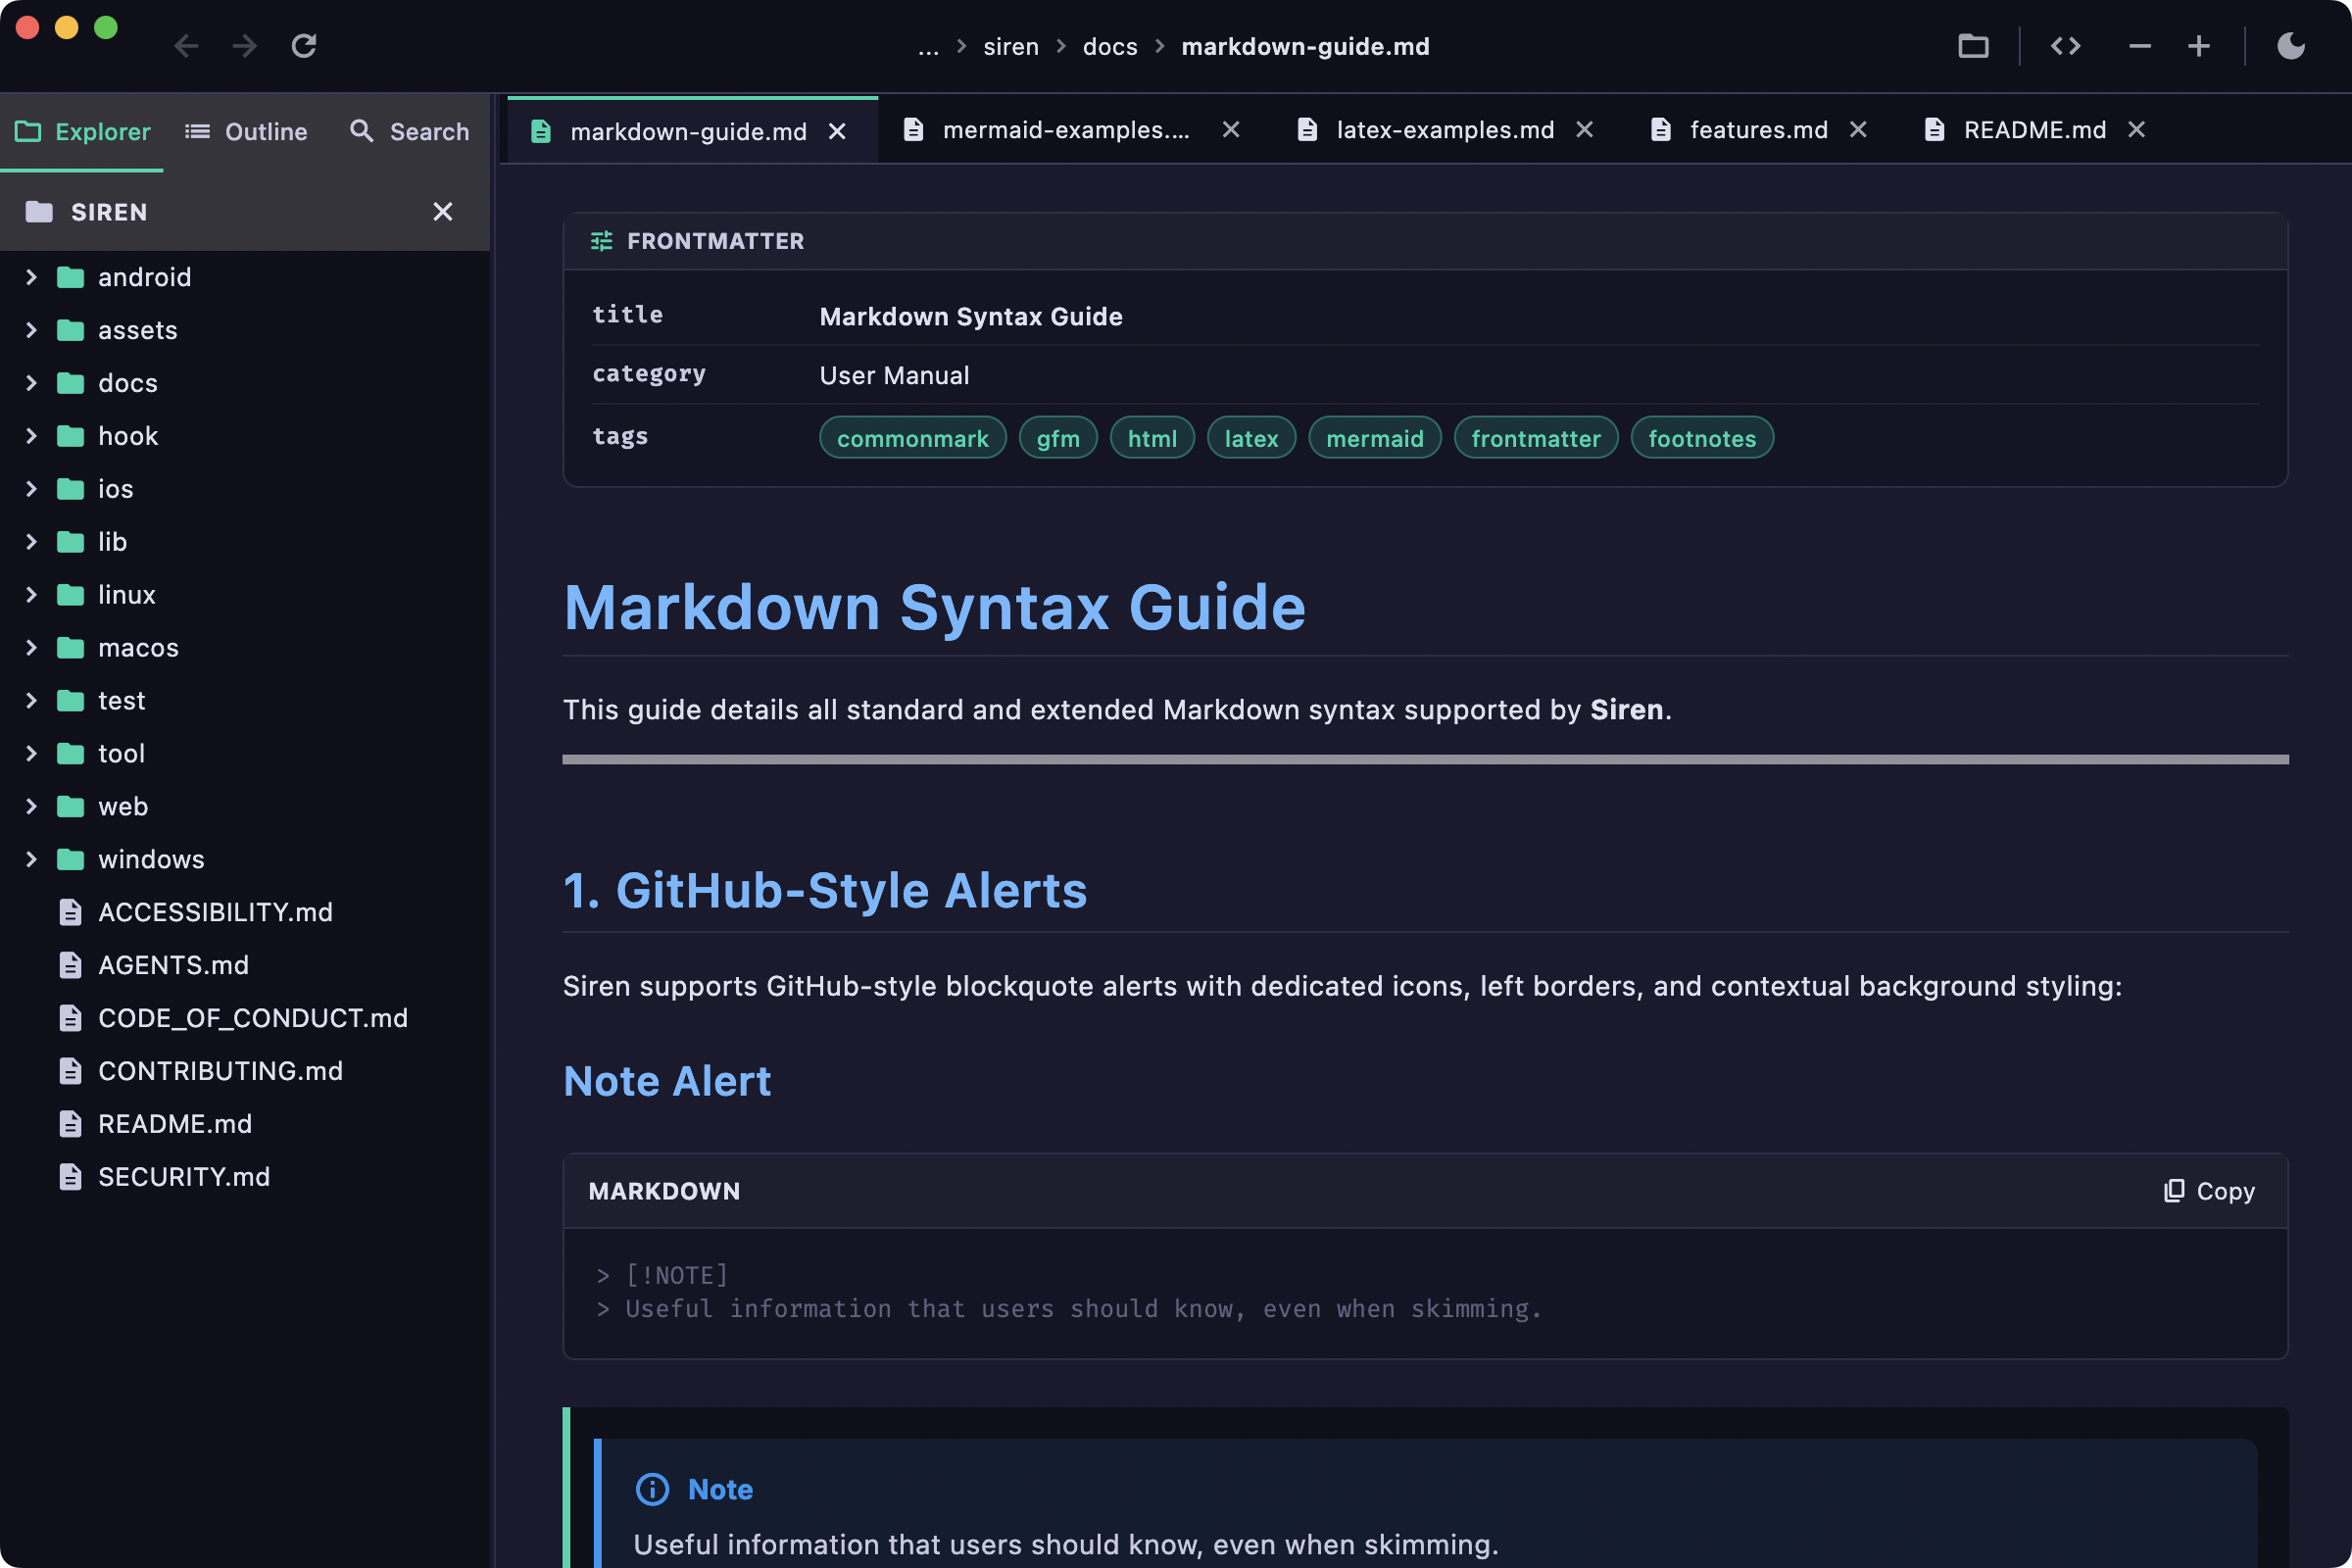 ... > siren > docs > markdown-guide.md
Explorer Outline Search
SIREN
android
assets
docs
hook
ios
lib
linux
macos
test
tool
web
windows
ACCESSIBILITY.md
AGENTS.md
CODE_OF_CONDUCT.md
CONTRIBUTING.md
README.md
SECURITY.md
markdown-guide.md mermaid-examples.... latex-examples.md features.md README.md
FRONTMATTER
title Markdown Syntax Guide
category User Manual
tags commonmark gfm html latex mermaid frontmatter footnotes
Markdown Syntax Guide
This guide details all standard and extended Markdown syntax supported by Siren.
1. GitHub-Style Alerts
Siren supports GitHub-style blockquote alerts with dedicated icons, left borders, and contextual background styling:
Note Alert
MARKDOWN Copy
> [!NOTE]
> Useful information that users should know, even when skimming.
Note
Useful information that users should know, even when skimming.